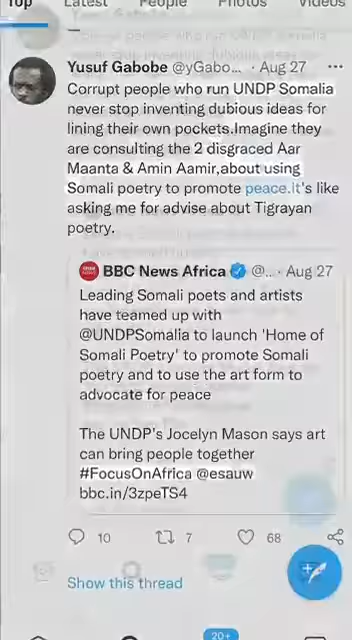 Top Latest People Photos Videos
Yusuf Gabobe @yGabo... · Aug 27
Corrupt people who run UNDP Somalia
never stop inventing dubious ideas for
lining their own pockets.Imagine they
are consulting the 2 disgraced Aar
Maanta & Amin Aamir,about using
Somali poetry to promote peace.it's like
asking me for advise about Tigrayan
poetry.
BBC News Africa @... · Aug 27
Leading Somali poets and artists
have teamed up with
@UNDPSomalia to launch 'Home of
Somali Poetry' to promote Somali
poetry and to use the art form to
advocate for peace
The UNDP's Jocelyn Mason says art
can bring people together
#FocusOnAfrica @esauw
bbc.in/3zpeTS4
10 7 68
Show this thread
20+